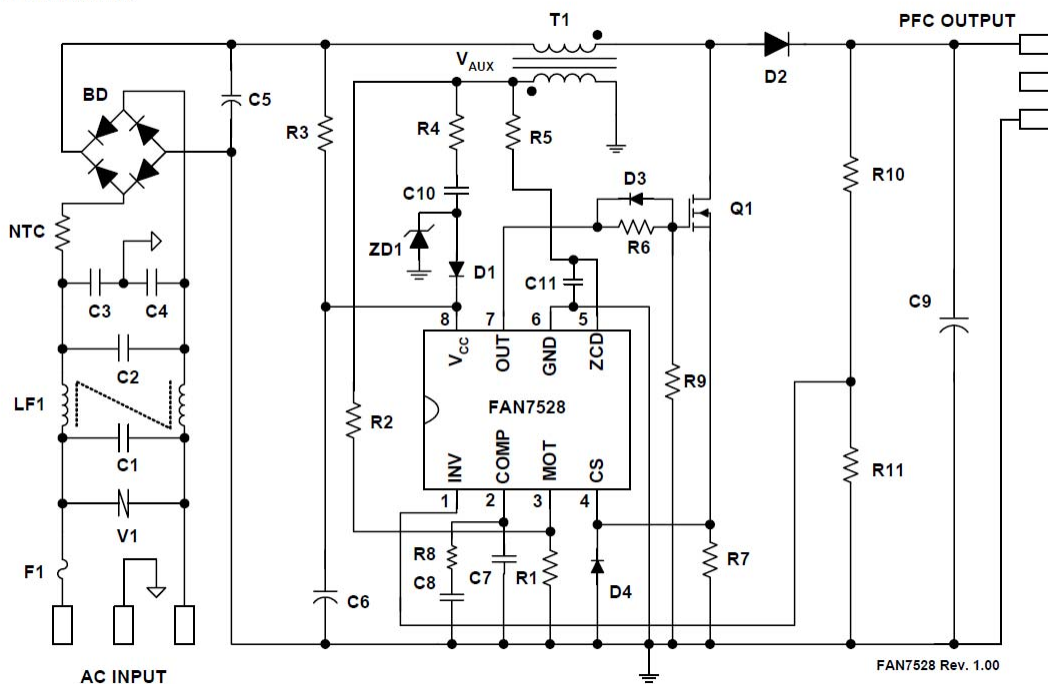 T1
PFC OUTPUT
VAUX
D2
BD
C5
R3
R4
R5
R10
D3
C10
Q1
NTC
ZD1
R6
D1
C11
C3 C4
C9
8 7 6 5
VCC OUT GND ZCD
C2
R9
LF1
FAN7528
R2
C1
INV COMP MOT CS
R11
1 2 3 4
V1
R8
R7
F1
C8 C7 R1
D4
C6
FAN7528 Rev. 1.00
AC INPUT